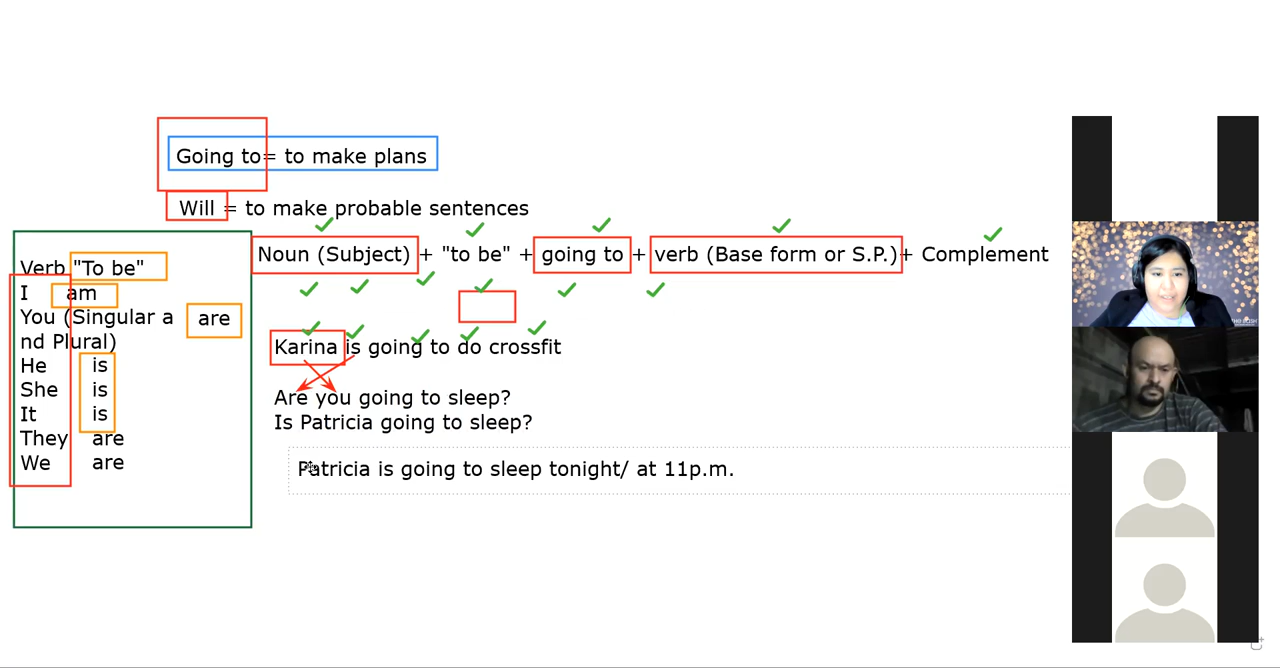 Going to= to make plans
Will = to make probable sentences
Noun (Subject) + "to be" + going to + verb (Base form or S.P.)+ Complement
Verb "To be"
I am
You (Singular a are
nd Plural)
He is
She is
It is
They are
We are
Karina is going to do crossfit
Are you going to sleep?
Is Patricia going to sleep?
Patricia is going to sleep tonight/ at 11p.m.